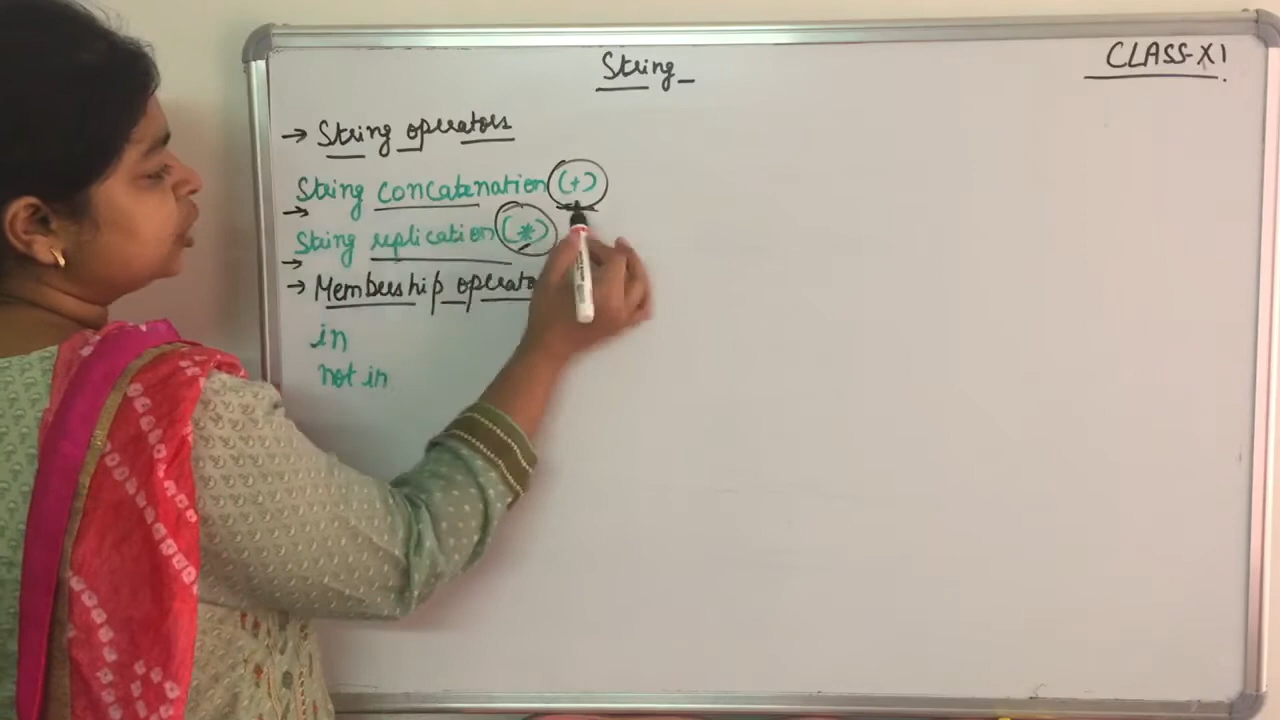 String
CLASS-XI
→ String operators
String concatenation (+)
→ String replication (*)
→ → Membership operato
in
not in